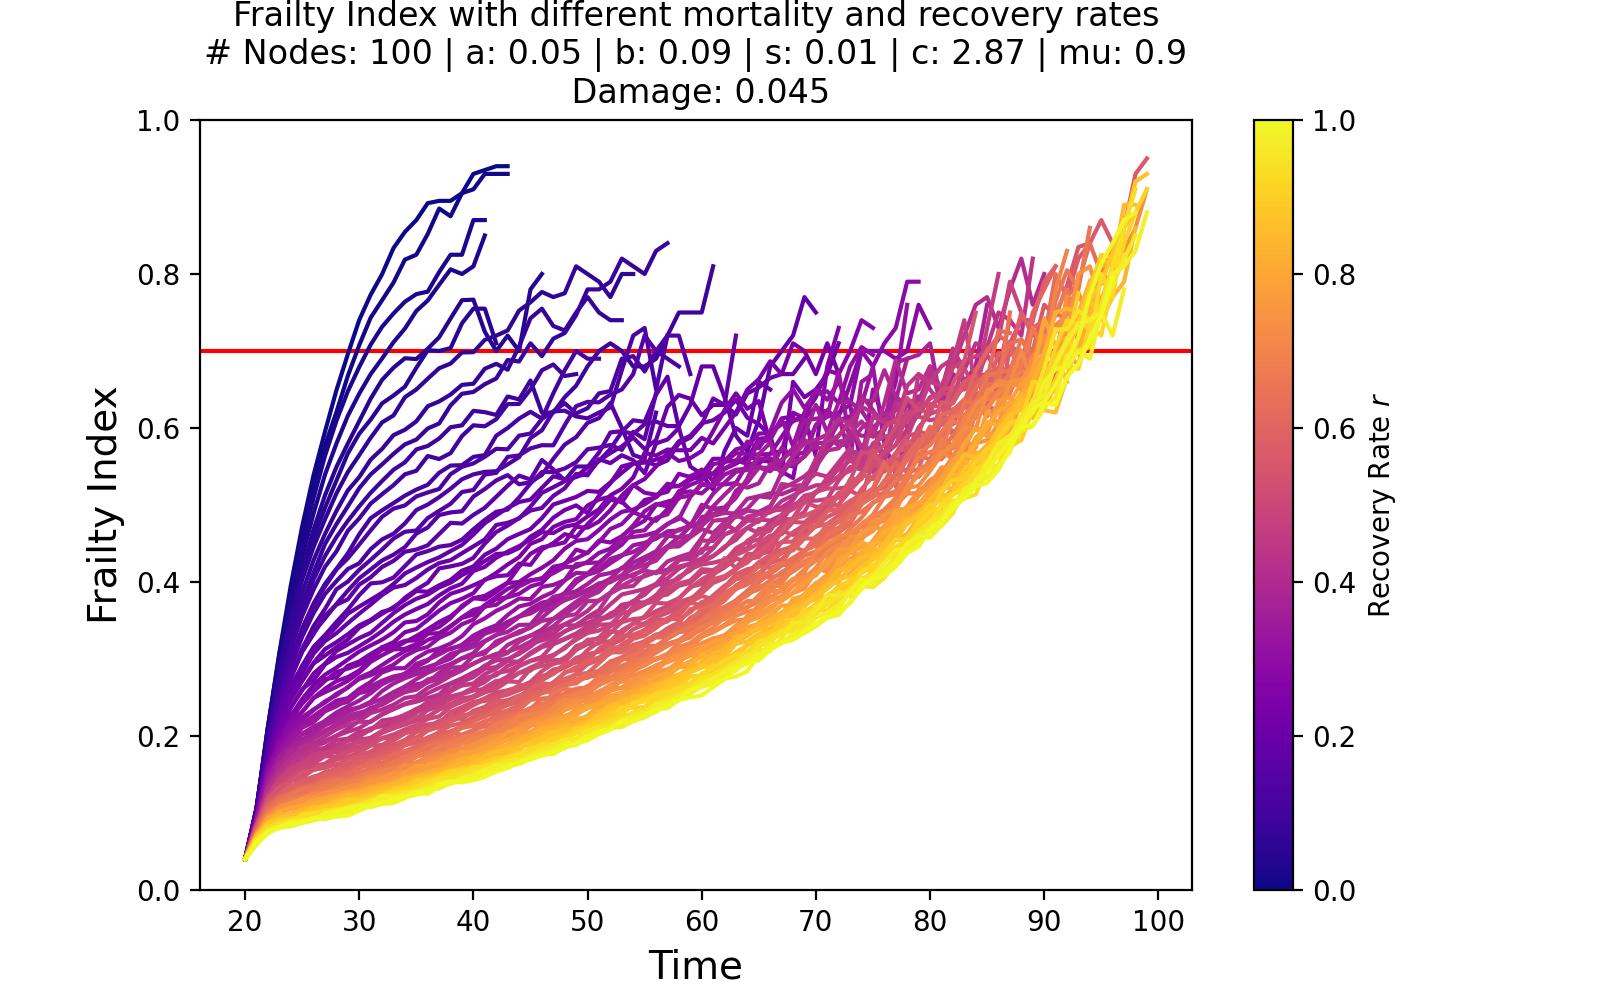 Frailty Index with different mortality and recovery rates
# Nodes: 100 | a: 0.05 | b: 0.09 | s: 0.01 | c: 2.87 | mu: 0.9
Damage: 0.045
1.0
0.8
0.6
0.4
0.2
0.0
Frailty Index
20 30 40 50 60 70 80 90 100
Time
1.0
0.8
0.6
0.4
0.2
0.0
Recovery Rate r